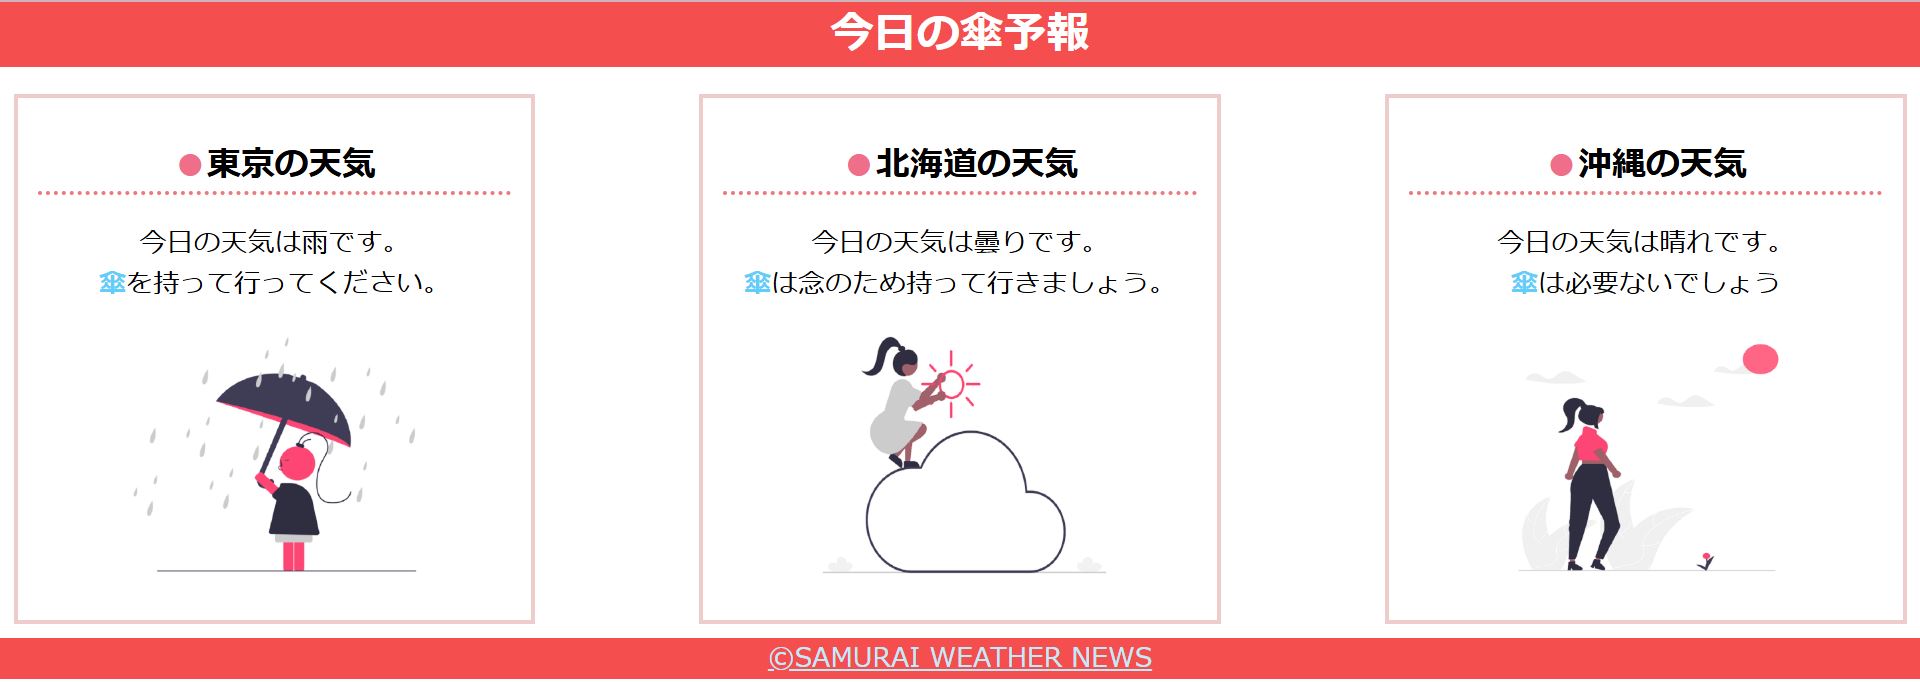 今日の傘予報
●東京の天気
今日の天気は雨です。
傘を持って行ってください。
●北海道の天気
今日の天気は曇りです。
傘は念のため持って行きましょう。
●沖縄の天気
今日の天気は晴れです。
傘は必要ないでしょう
©SAMURAI WEATHER NEWS